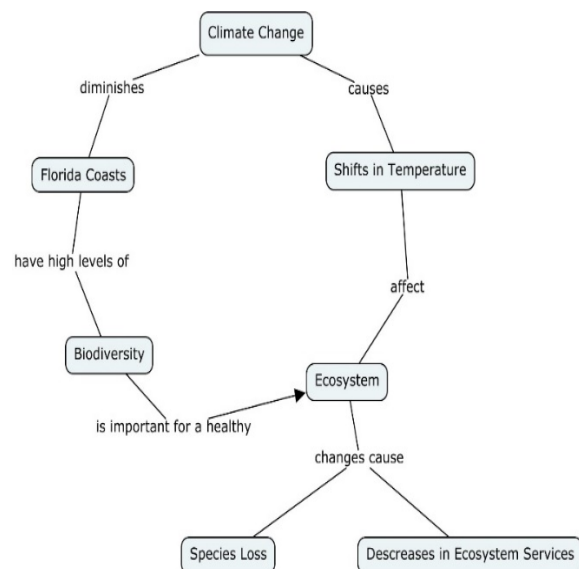 Climate Change
diminishes
causes
Florida Coasts
Shifts in Temperature
have high levels of
affect
Biodiversity
Ecosystem
is important for a healthy
changes cause
Species Loss
Descreases in Ecosystem Services